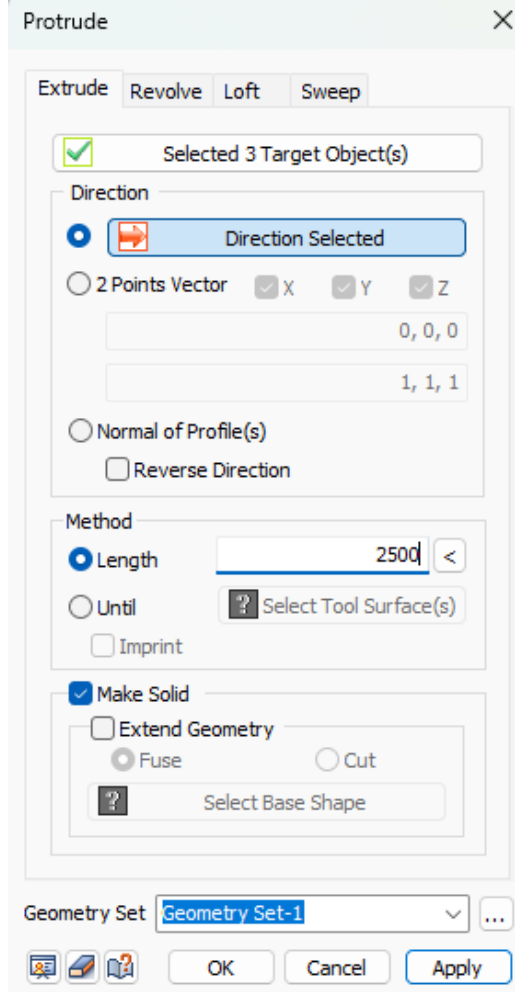 Protrude
Extrude Revolve Loft Sweep
Selected 3 Target Object(s)
Direction
Direction Selected
2 Points Vector X Y Z
0, 0, 0
1, 1, 1
Normal of Profile(s)
Reverse Direction
Method
Length 2500 <
Until ? Select Tool Surface(s)
Imprint
Make Solid
Extend Geometry
Fuse Cut
? Select Base Shape
Geometry Set Geometry Set-1 ...
OK Cancel Apply